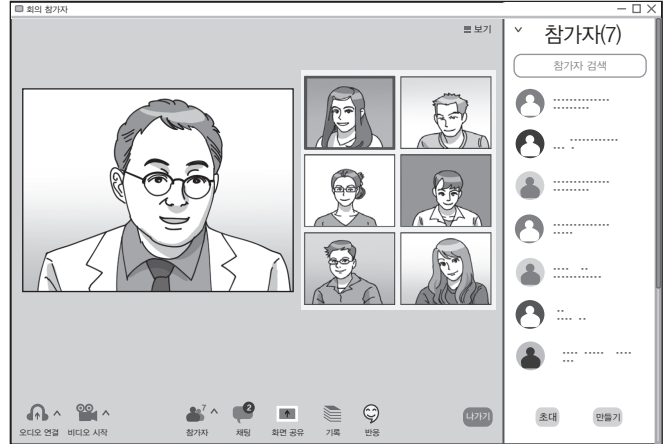 회의 참가자
보기
참가자(7)
참가자 검색
7
2
오디오 연결
비디오 시작
참가자
채팅
화면 공유
기록
반응
나가기
초대
만들기